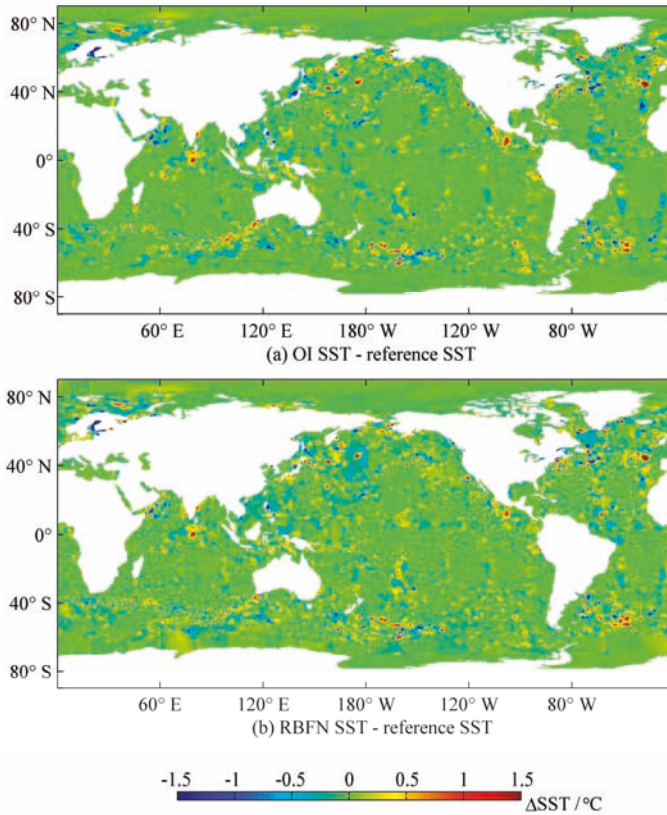 80° N
40° N
0°
40° S
80° S
60° E 120° E 180° W 120° W 80° W
(a) OI SST - reference SST
80° N
40° N
0°
40° S
80° S
60° E 120° E 180° W 120° W 80° W
(b) RBFN SST - reference SST
-1.5 -1 -0.5 0 0.5 1.0 1.5
ΔSST /°C